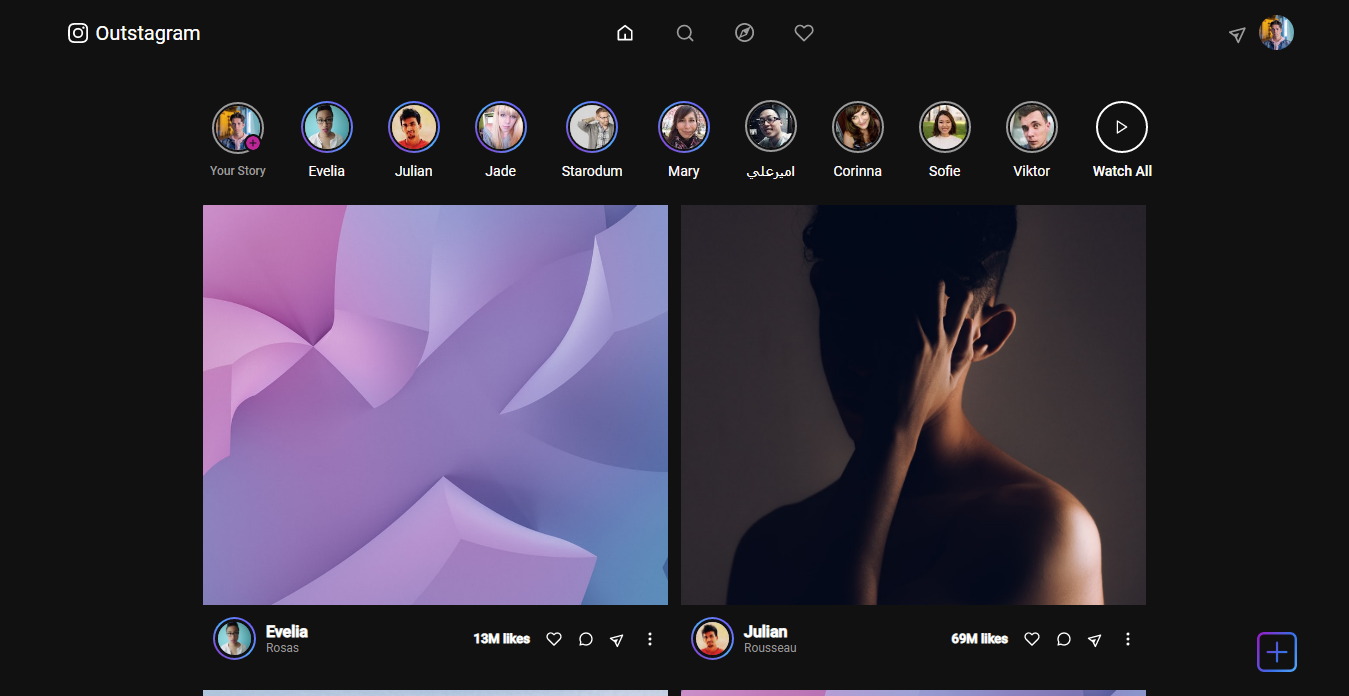 Outstagram
Your Story
Evelia
Julian
Jade
Starodum
Mary
اميرعلي
Corinna
Sofie
Viktor
Watch All
Evelia
Rosas
13M likes
Julian
Rousseau
69M likes